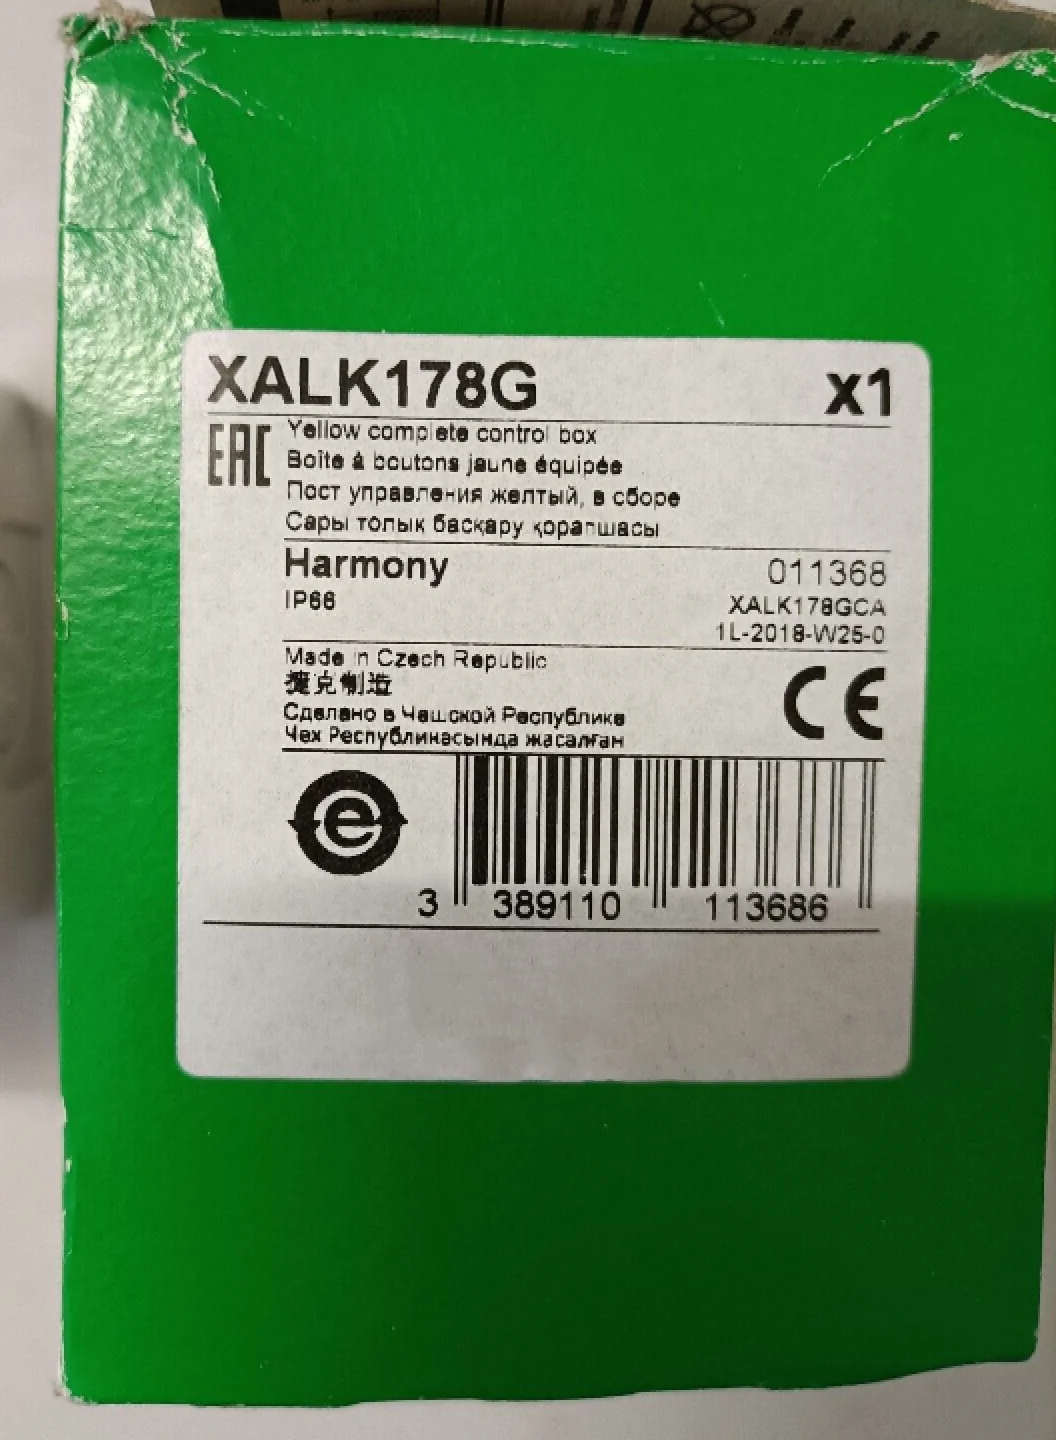 XALK178G x1
EAC
Yellow complete control box
Boîte à boutons jaune équipée
Пост управления желтый, в сборе
Сары толық басқару қорапшасы
Harmony 011368
IP66 XALK178GCA
1L-2018-W25-0
Made in Czech Republic
捷克制造
CE
Сделано в Чешской Республике
Чех Республикасында жасалған
e
3 389110 113686